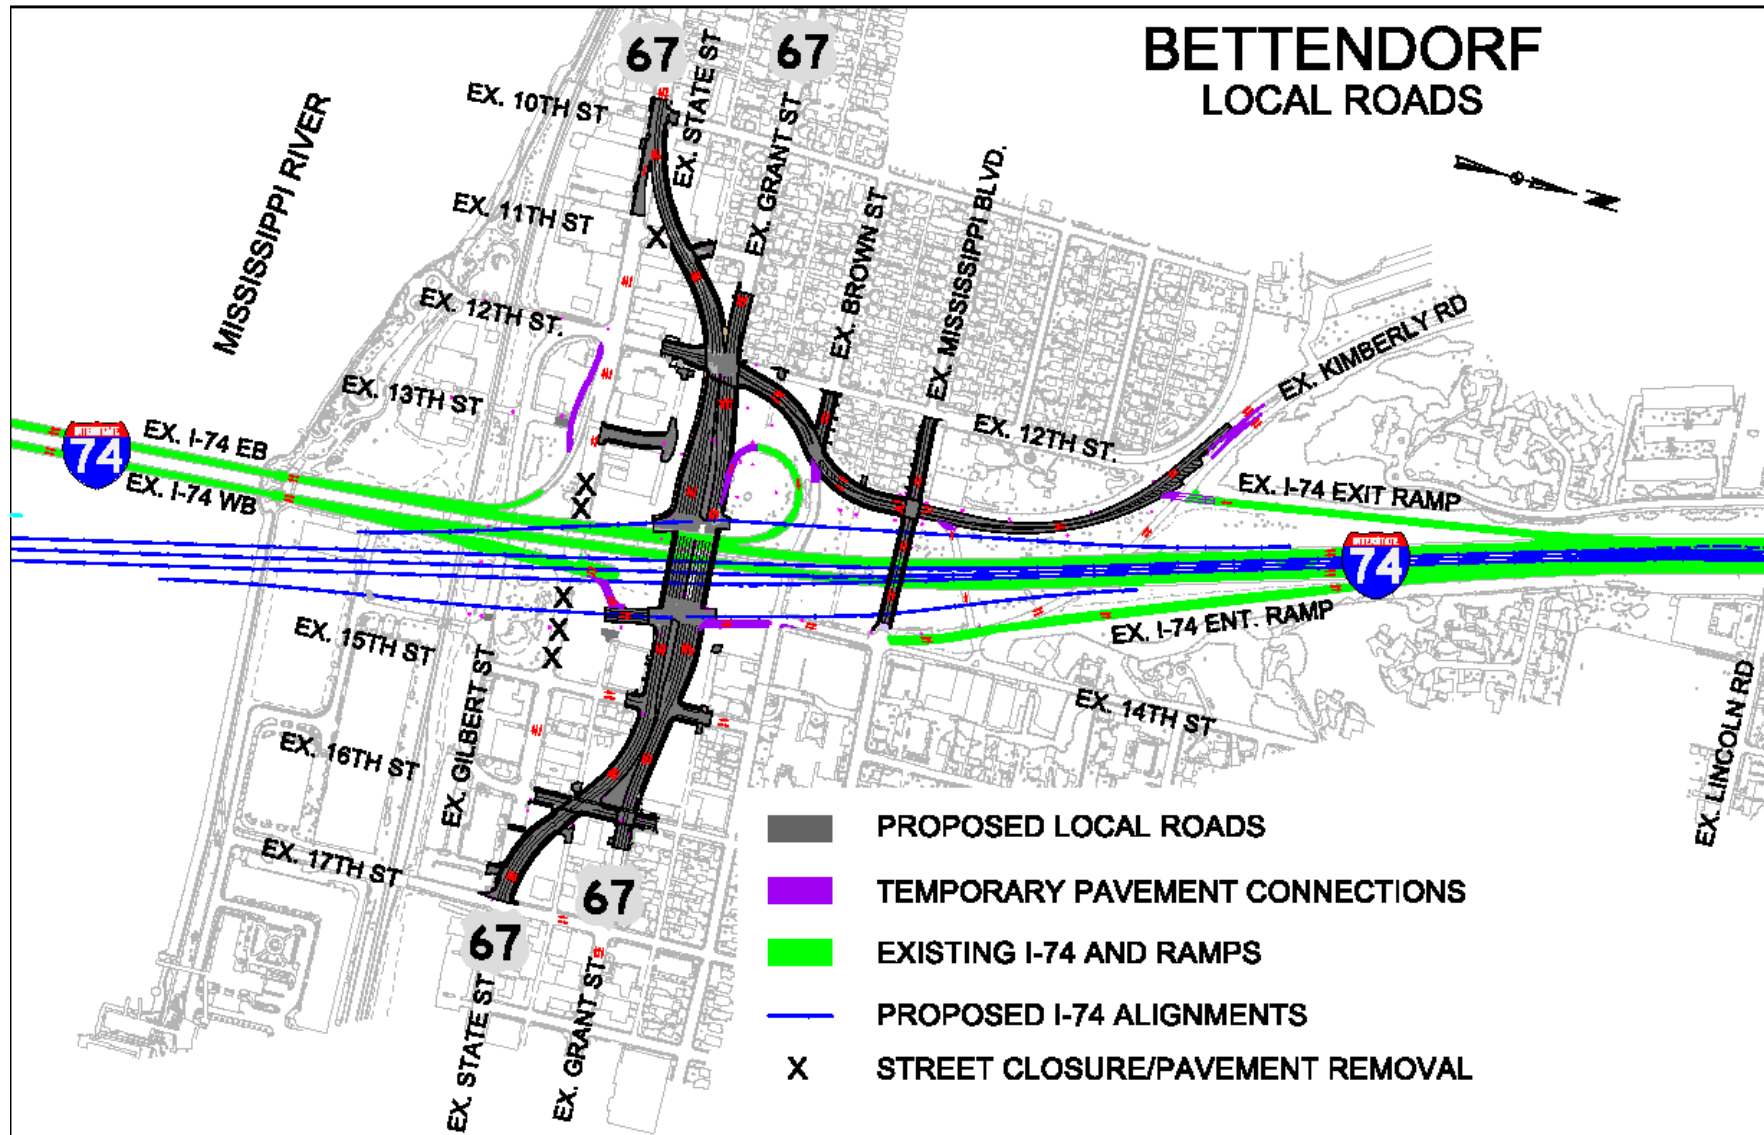 BETTENDORF
LOCAL ROADS
67
67
EX. STATE ST
EX. 10TH ST
EX. GRANT ST
MISSISSIPPI RIVER
EX. 11TH ST
EX. BROWN ST
EX. MISSISSIPPI BLVD.
N
EX. 12TH ST.
EX. KIMBERLY RD
EX. 13TH ST
EX. 12TH ST.
INTERSTATE
74
EX. I-74 EB
EX. I-74 WB
X
X
X
EX. I-74 EXIT RAMP
INTERSTATE
74
X
X
X
EX. I-74 ENT. RAMP
EX. 15TH ST
EX. GILBERT ST
EX. 14TH ST
EX. LINCOLN RD
EX. 16TH ST
EX. 17TH ST
67
67
EX. STATE ST
EX. GRANT ST
PROPOSED LOCAL ROADS
TEMPORARY PAVEMENT CONNECTIONS
EXISTING I-74 AND RAMPS
PROPOSED I-74 ALIGNMENTS
X STREET CLOSURE/PAVEMENT REMOVAL